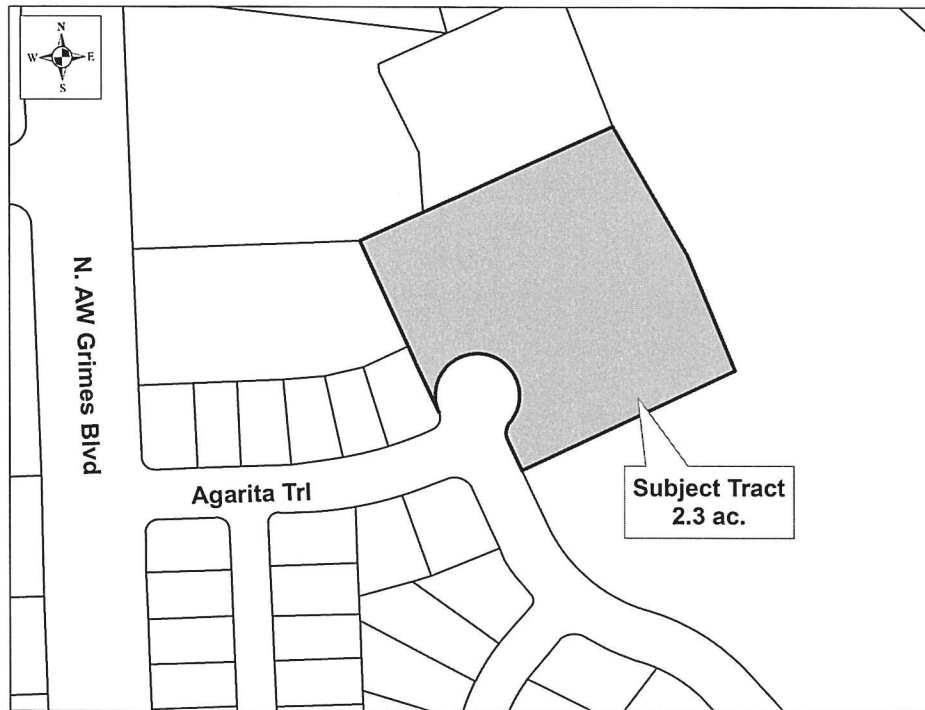 N
W E
S
N. AW Grimes Blvd
Agarita Trl
Subject Tract
2.3 ac.